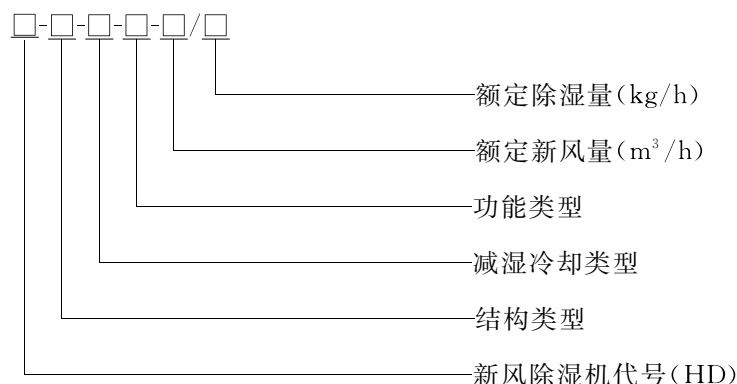 □-□-□-□-□/□
额定除湿量(kg/h)
额定新风量(m³/h)
功能类型
减湿冷却类型
结构类型
新风除湿机代号(HD)